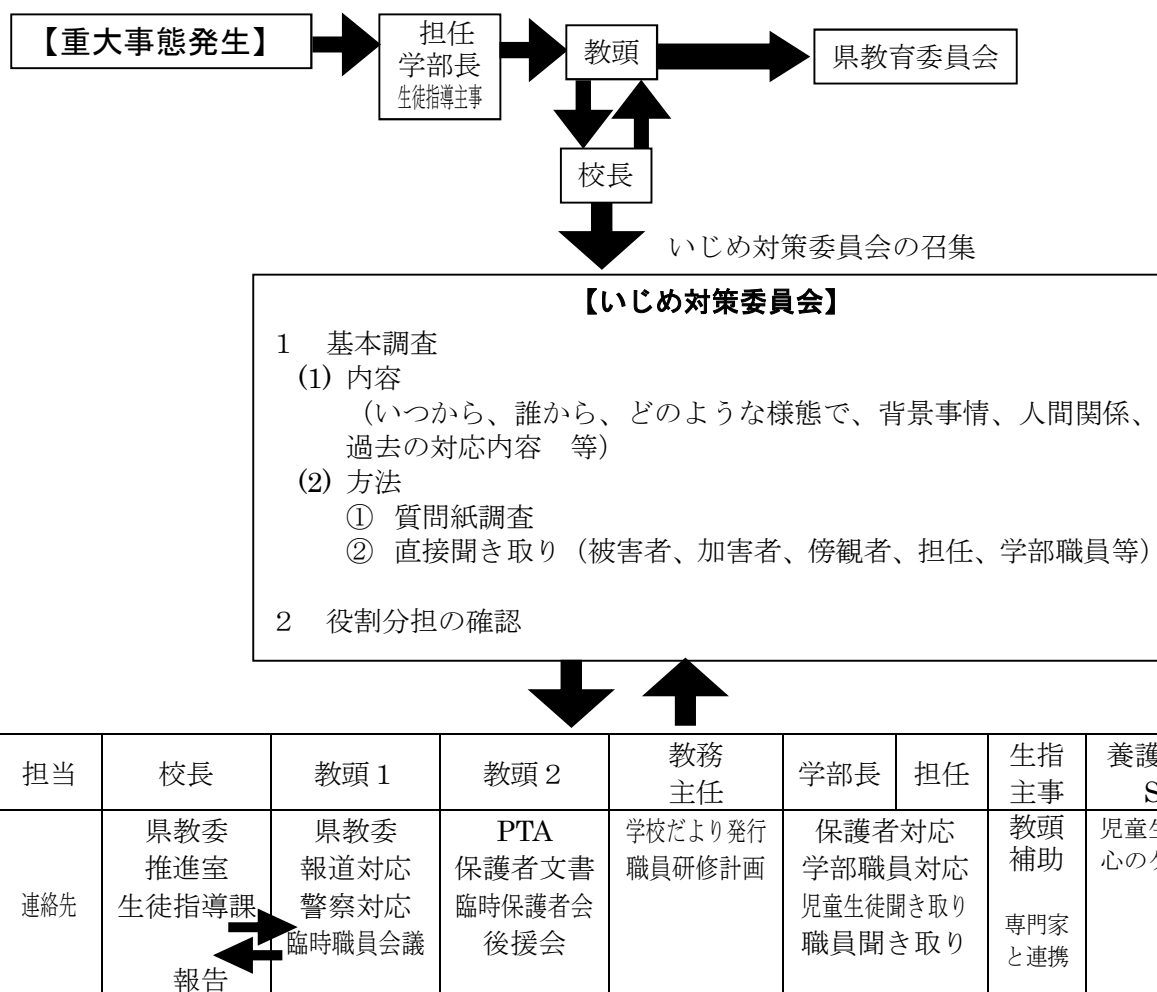 【重大事態発生】
担任
学部長
生徒指導主事
教頭
県教育委員会
校長
いじめ対策委員会の召集
【いじめ対策委員会】
1 基本調査
(1) 内容
（いつから、誰から、どのような様態で、背景事情、人間関係、
過去の対応内容 等）
(2) 方法
① 質問紙調査
② 直接聞き取り（被害者、加害者、傍観者、担任、学部職員等）
2 役割分担の確認
担当
校長
教頭1
教頭2
教務
主任
学部長
担任
生指
主事
養護
S
連絡先
県教委
推進室
生徒指導課
報告
県教委
報道対応
警察対応
臨時職員会議
PTA
保護者文書
臨時保護者会
後援会
学校だより発行
職員研修計画
保護者対応
学部職員対応
児童生徒聞き取り
職員聞き取り
教頭
補助
専門家
と連携
児童生
心のケ